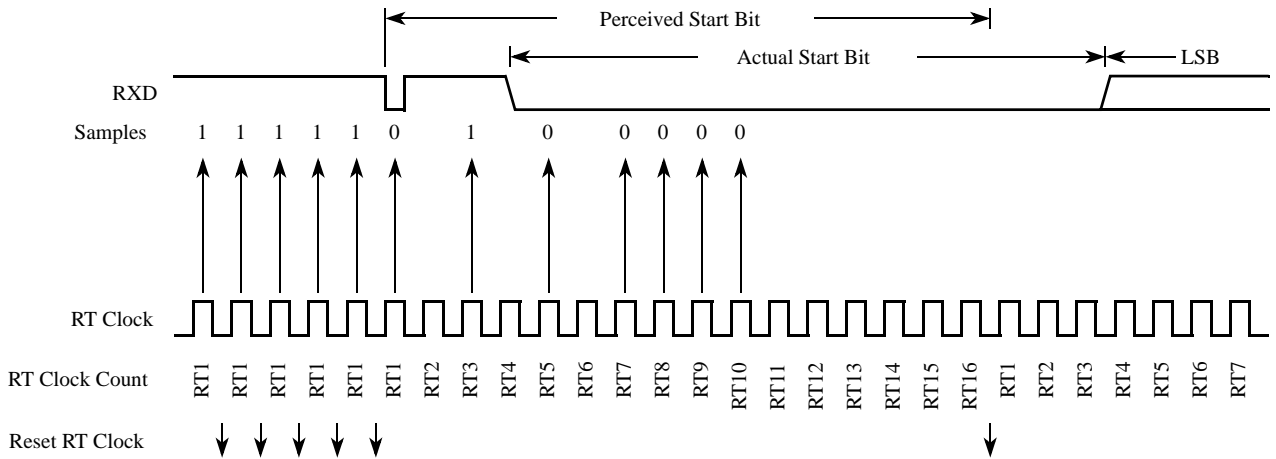 Perceived Start Bit
Actual Start Bit
LSB
RXD
Samples 1 1 1 1 1 0 1 0 0 0 0 0
RT Clock
RT Clock Count RT1 RT1 RT1 RT1 RT1 RT1 RT2 RT3 RT4 RT5 RT6 RT7 RT8 RT9 RT10 RT11 RT12 RT13 RT14 RT15 RT16 RT1 RT2 RT3 RT4 RT5 RT6 RT7
Reset RT Clock